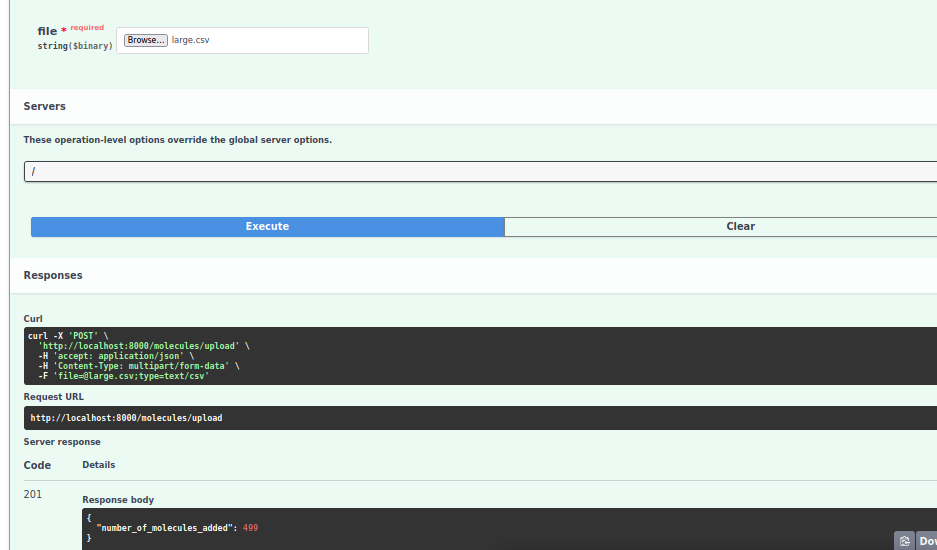 file * required
string($binary)
Browse... large.csv
Servers
These operation-level options override the global server options.
/
Execute
Clear
Responses
Curl
curl -X 'POST' \
'http://localhost:8000/molecules/upload' \
-H 'accept: application/json' \
-H 'Content-Type: multipart/form-data' \
-F 'file=@large.csv;type=text/csv'
Request URL
http://localhost:8000/molecules/upload
Server response
Code Details
201
Response body
{
"number_of_molecules_added": 499
}